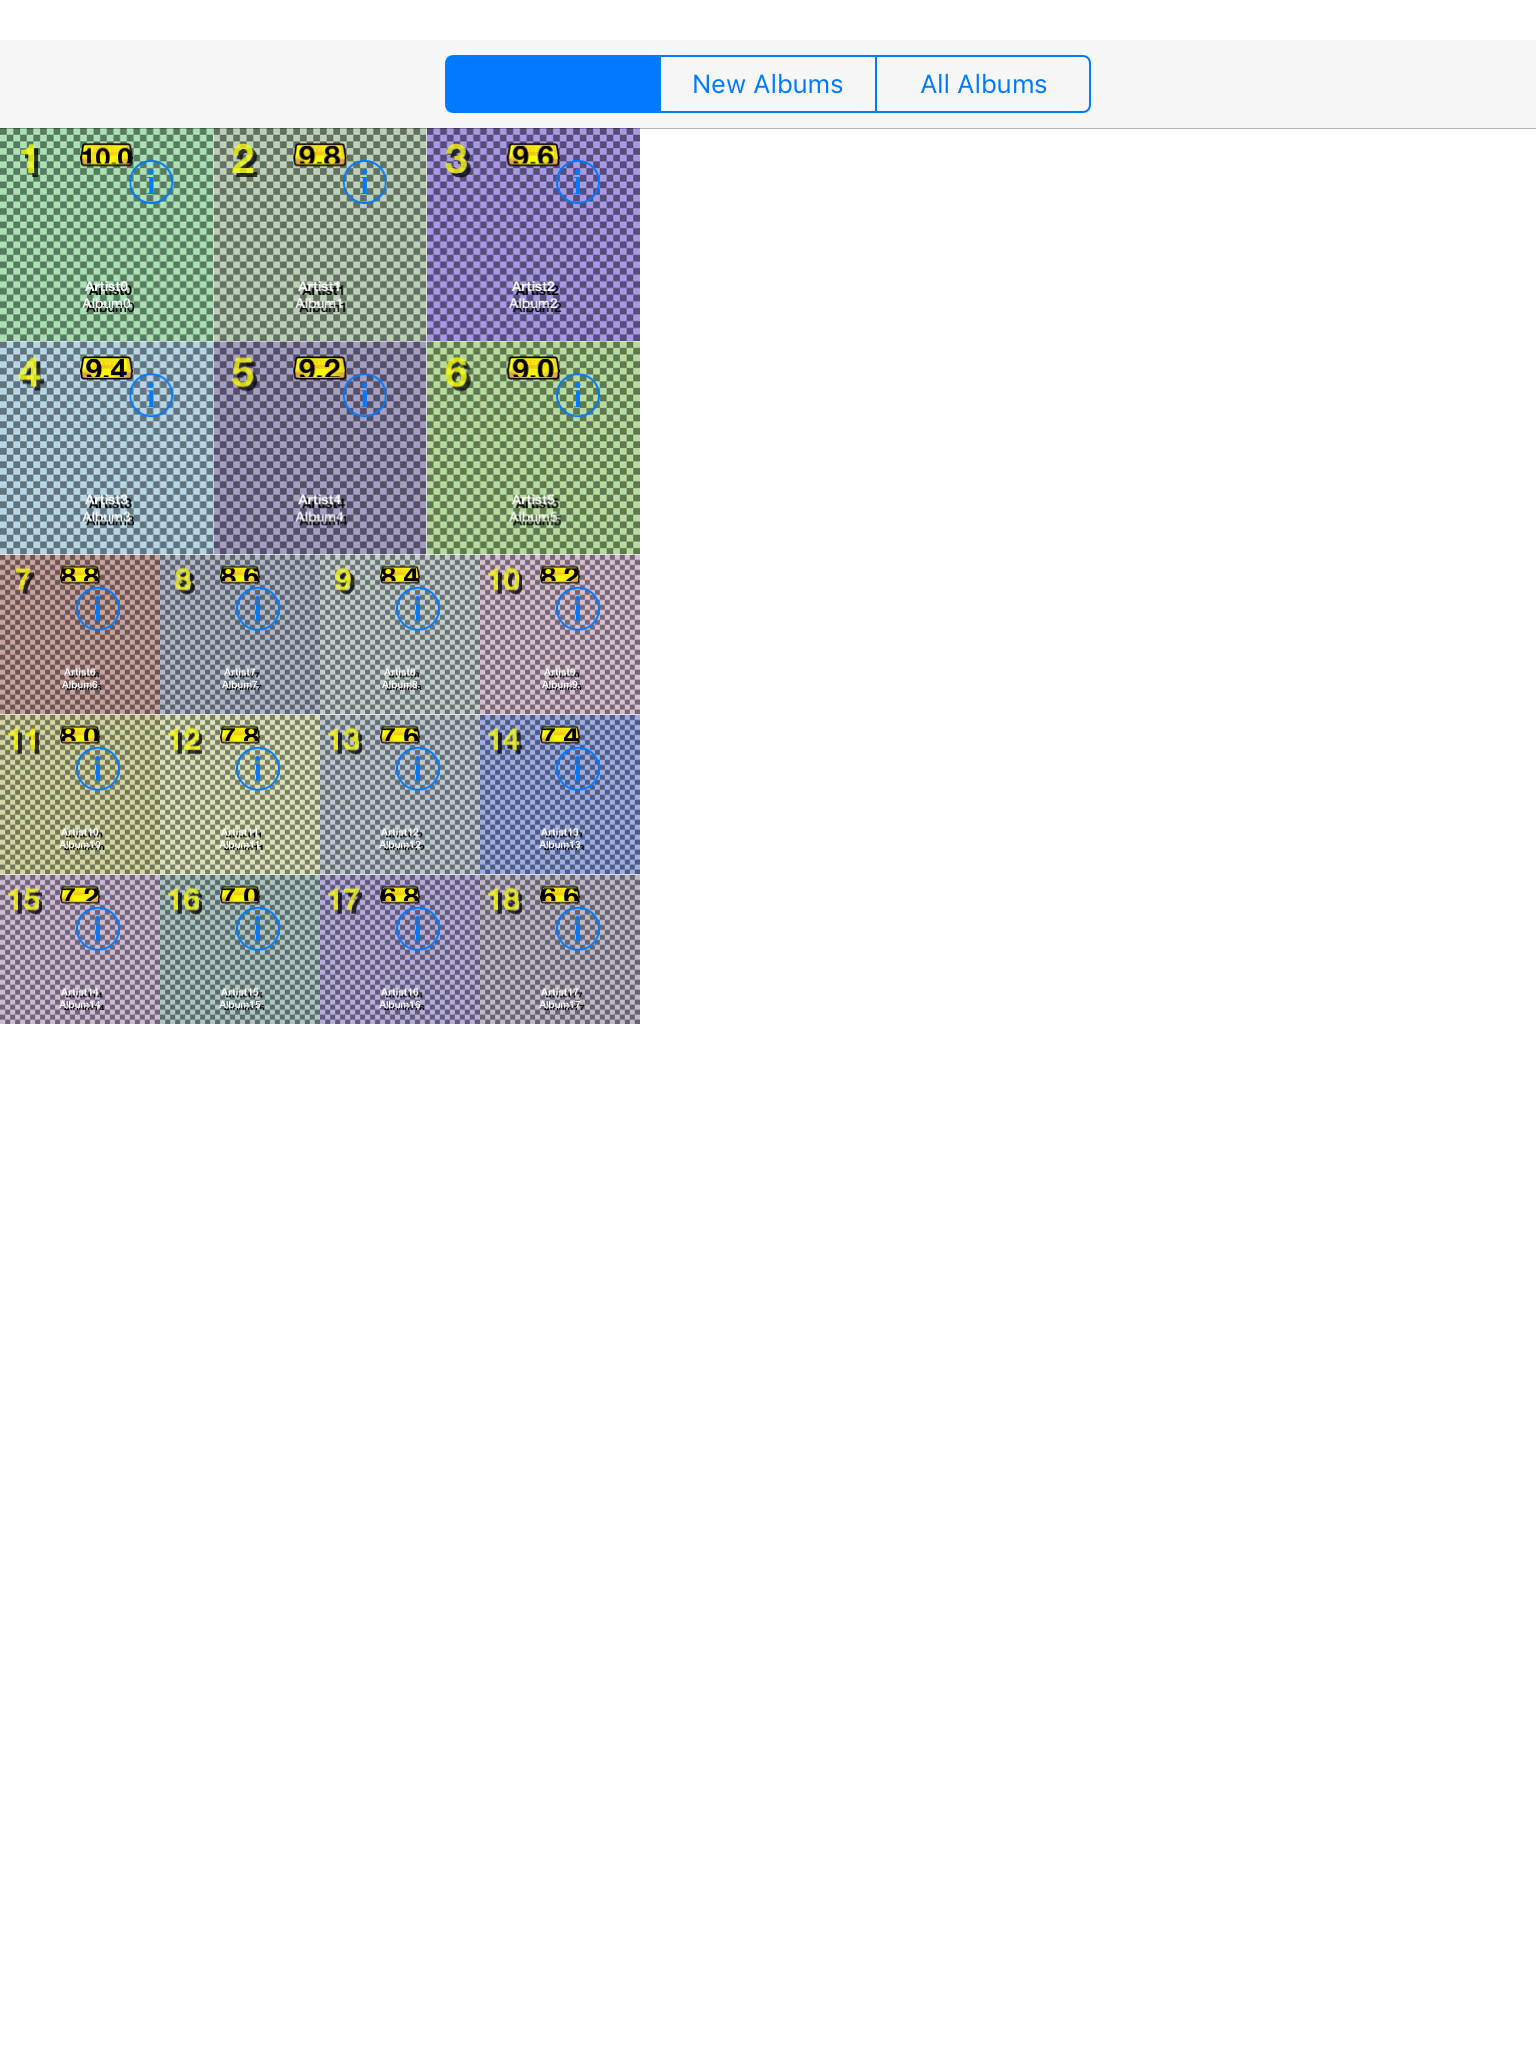 New Albums All Albums
1 10.0 2 9.8 3 9.6
Artist0 Artist1 Artist2
Album0 Album1 Album2
4 9.4 5 9.2 6 9.0
Artist3 Artist4 Artist5
Album3 Album4 Album5
7 8.8 8 8.6 9 8.4 10 8.2
Artist6 Artist7 Artist8 Artist9
Album6 Album7 Album8 Album9
11 8.0 12 7.8 13 7.6 14 7.4
Artist10 Artist11 Artist12 Artist13
Album10 Album11 Album12 Album13
15 7.2 16 7.0 17 6.8 18 6.6
Artist14 Artist15 Artist16 Artist17
Album14 Album15 Album16 Album17